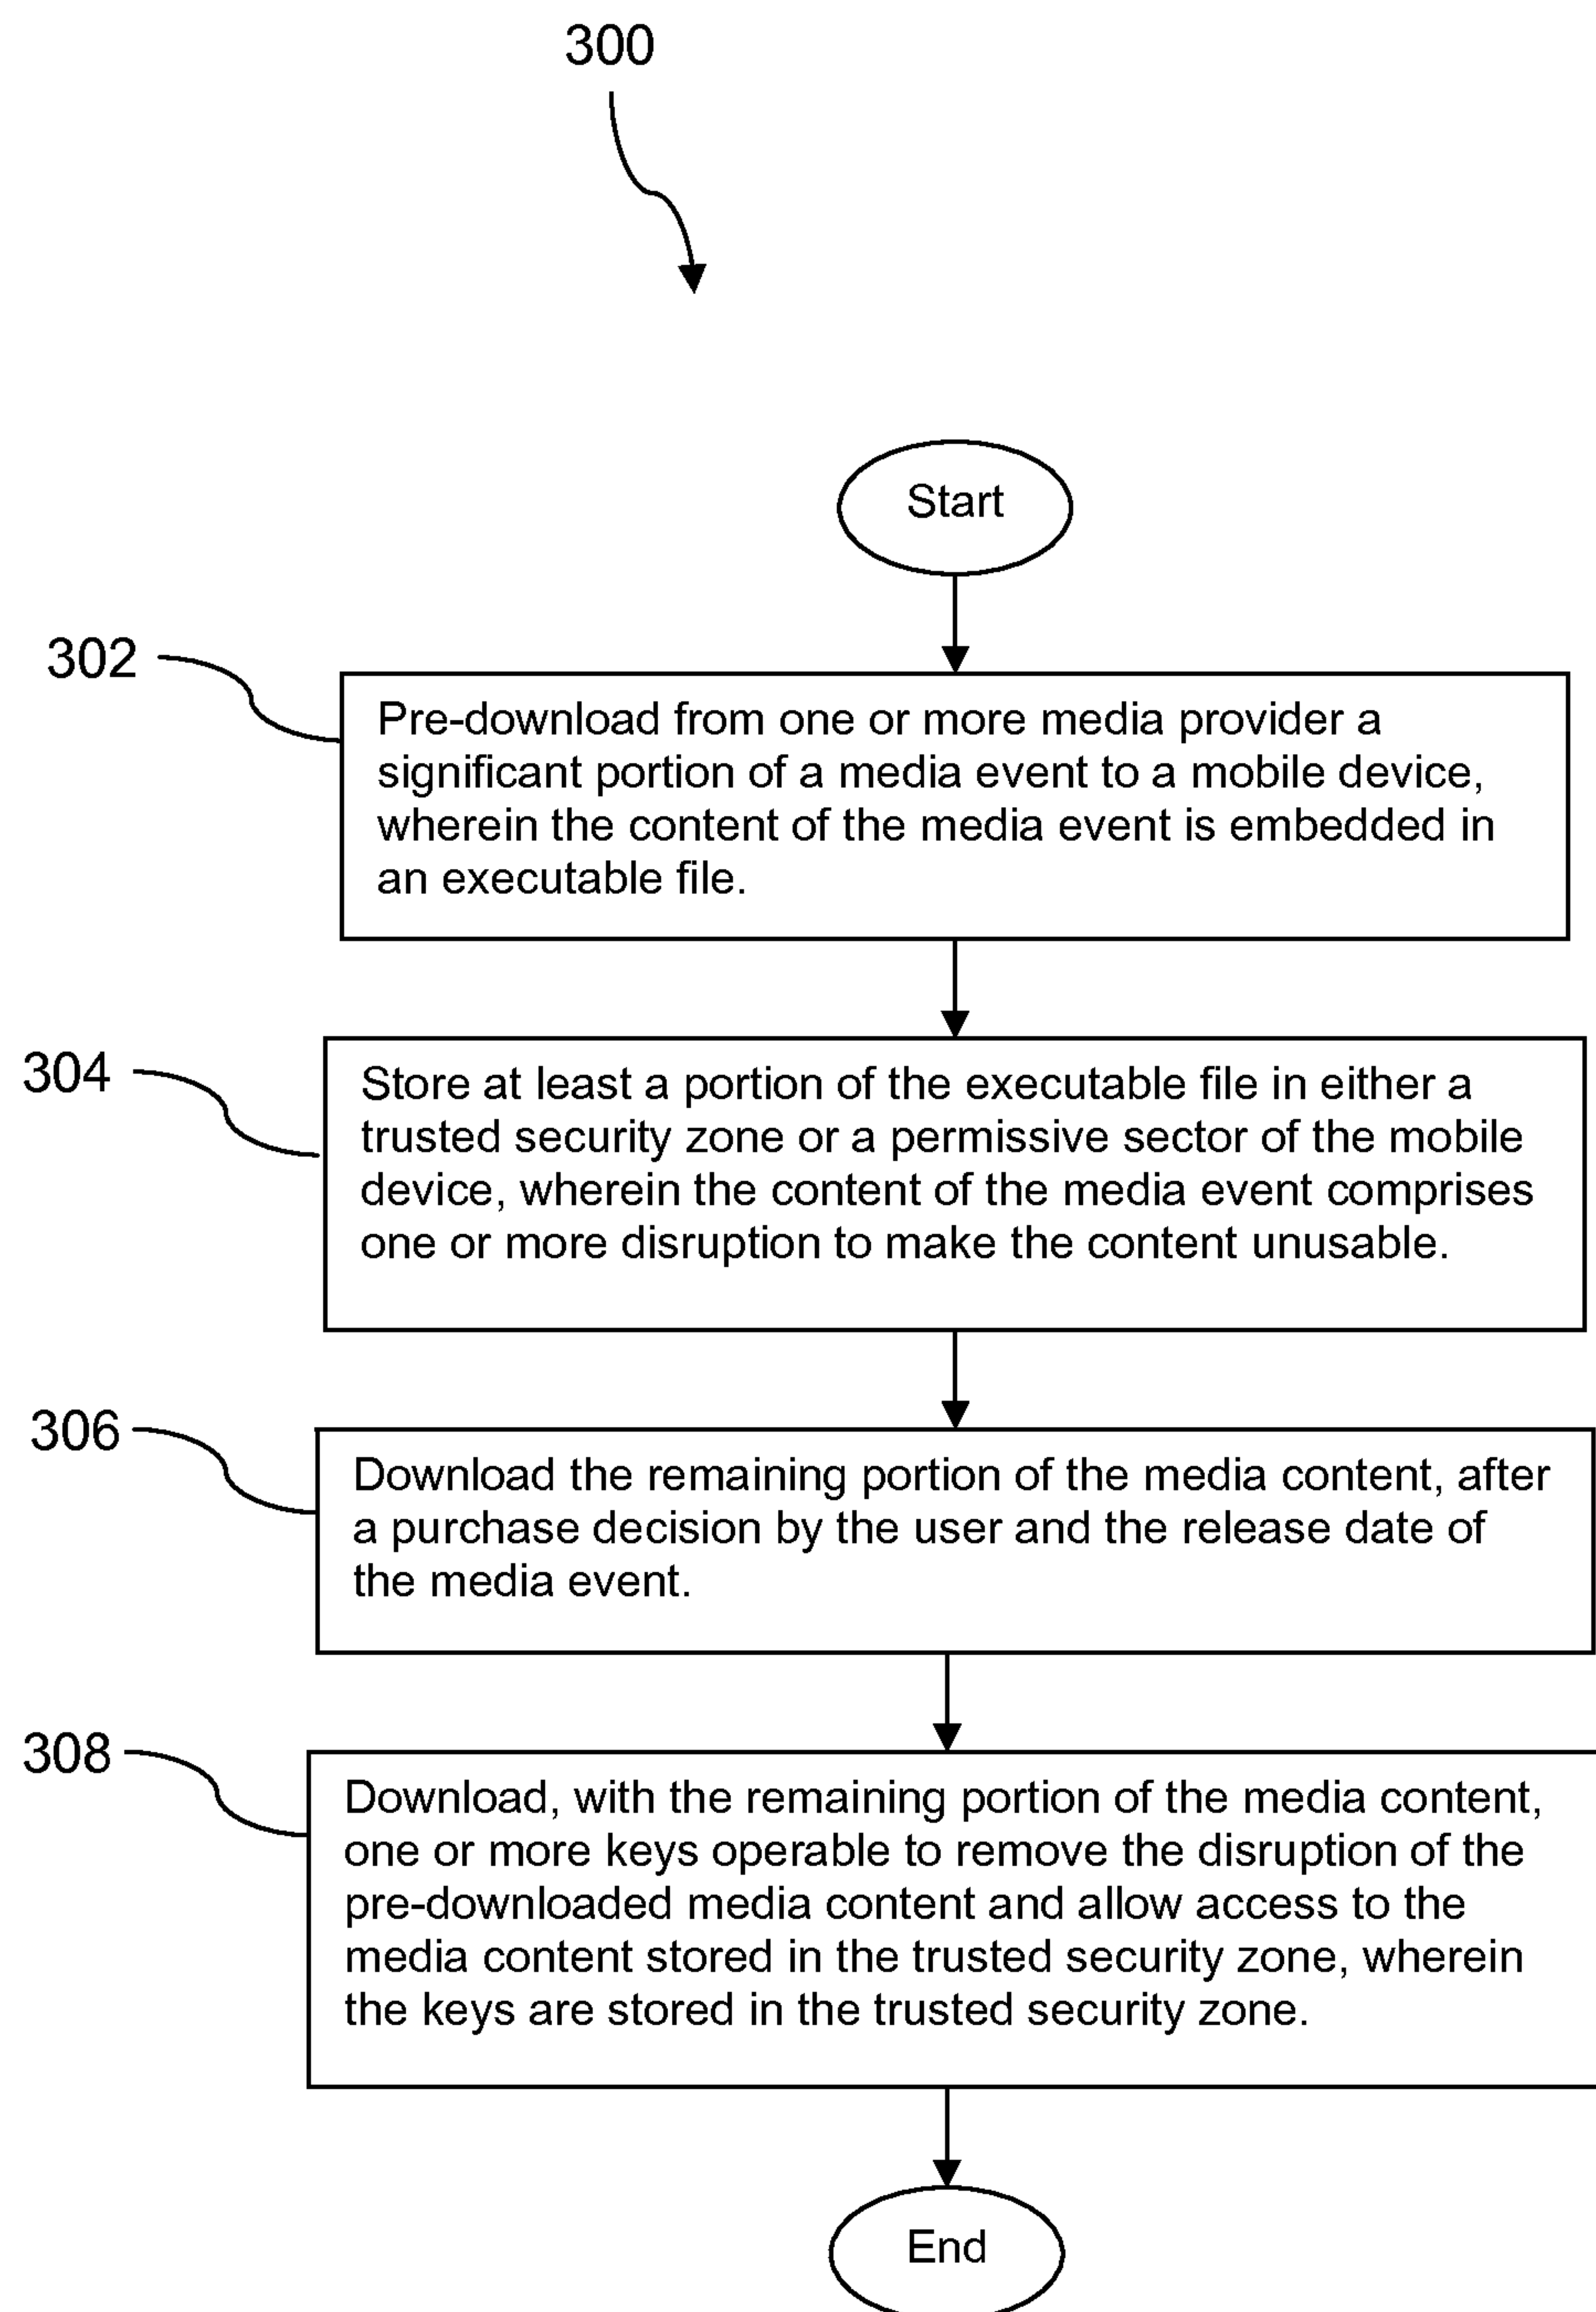 300
Start
302
Pre-download from one or more media provider a
significant portion of a media event to a mobile device,
wherein the content of the media event is embedded in
an executable file.
304
Store at least a portion of the executable file in either a
trusted security zone or a permissive sector of the mobile
device, wherein the content of the media event comprises
one or more disruption to make the content unusable.
306
Download the remaining portion of the media content, after
a purchase decision by the user and the release date of
the media event.
308
Download, with the remaining portion of the media content,
one or more keys operable to remove the disruption of the
pre-downloaded media content and allow access to the
media content stored in the trusted security zone, wherein
the keys are stored in the trusted security zone.
End